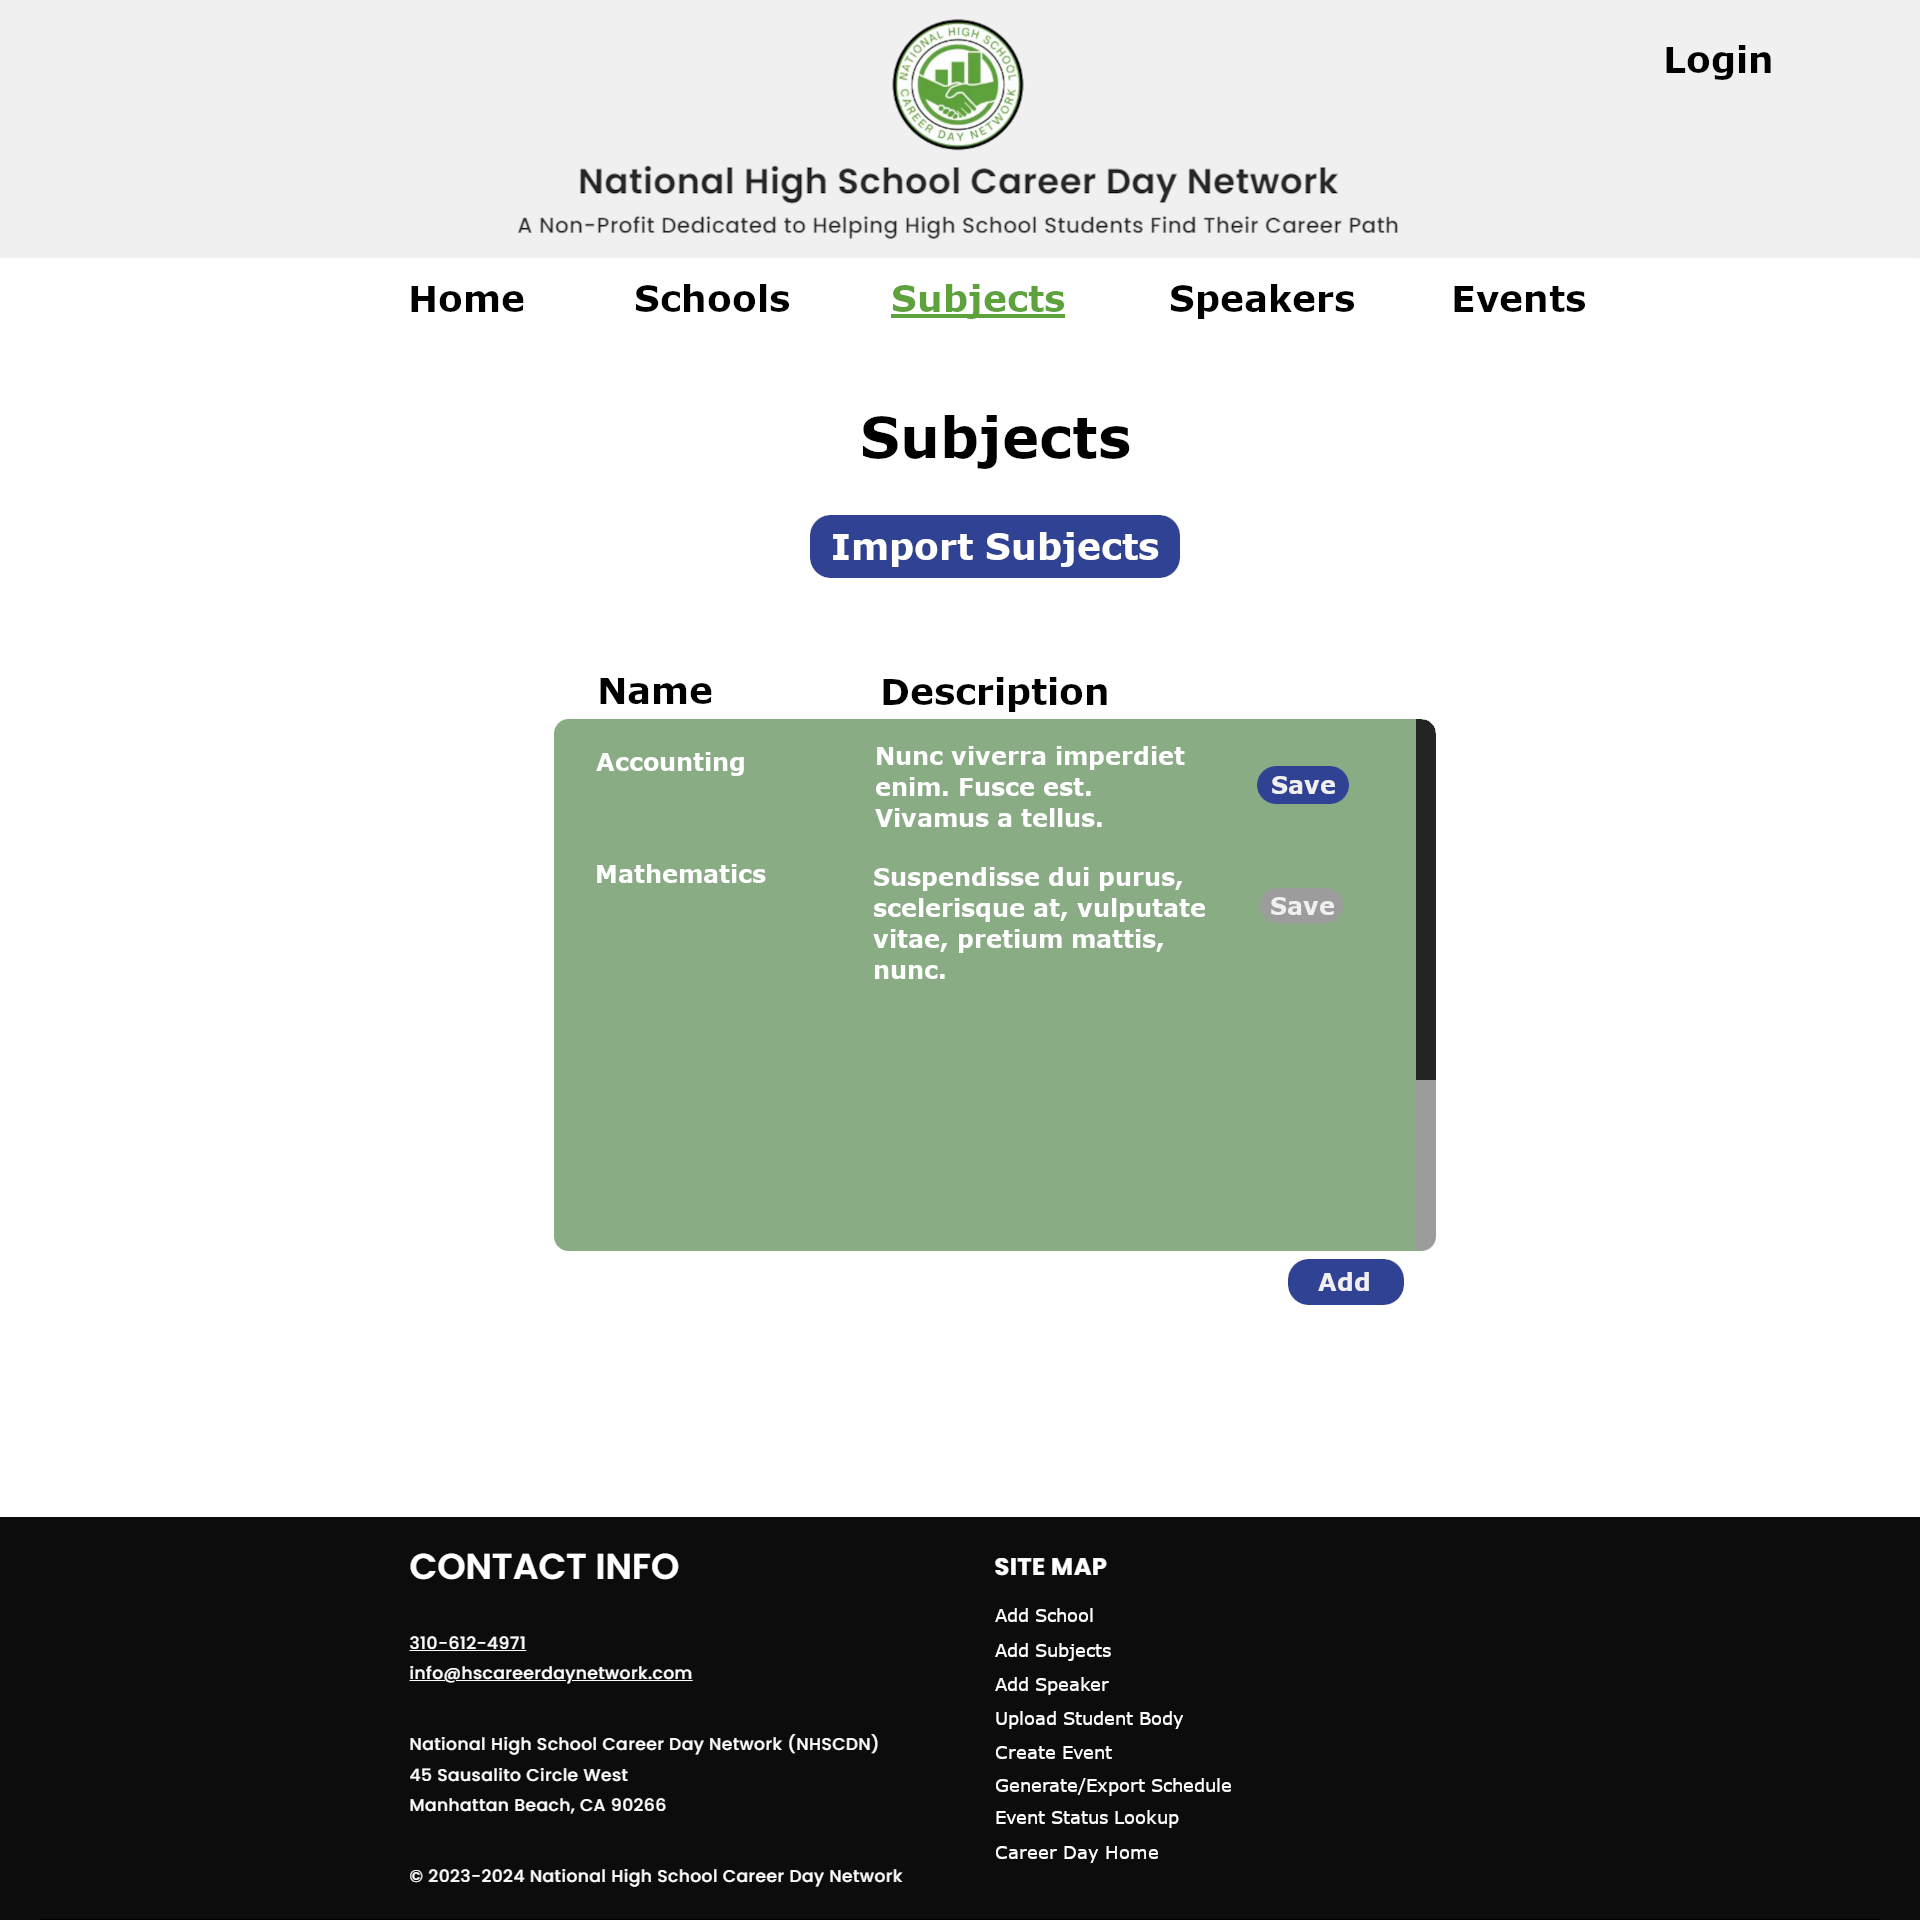 NATIONAL HIGH SCHOOL
CAREER DAY NETWORK
Login
National High School Career Day Network
A Non-Profit Dedicated to Helping High School Students Find Their Career Path
Home Schools Subjects Speakers Events
Subjects
Import Subjects
Name Description
Accounting
Nunc viverra imperdiet
enim. Fusce est.
Vivamus a tellus.
Save
Mathematics
Suspendisse dui purus,
scelerisque at, vulputate
vitae, pretium mattis,
nunc.
Save
Add
CONTACT INFO
310-612-4971
info@hscareerdaynetwork.com
National High School Career Day Network (NHSCDN)
45 Sausalito Circle West
Manhattan Beach, CA 90266
© 2023-2024 National High School Career Day Network
SITE MAP
Add School
Add Subjects
Add Speaker
Upload Student Body
Create Event
Generate/Export Schedule
Event Status Lookup
Career Day Home